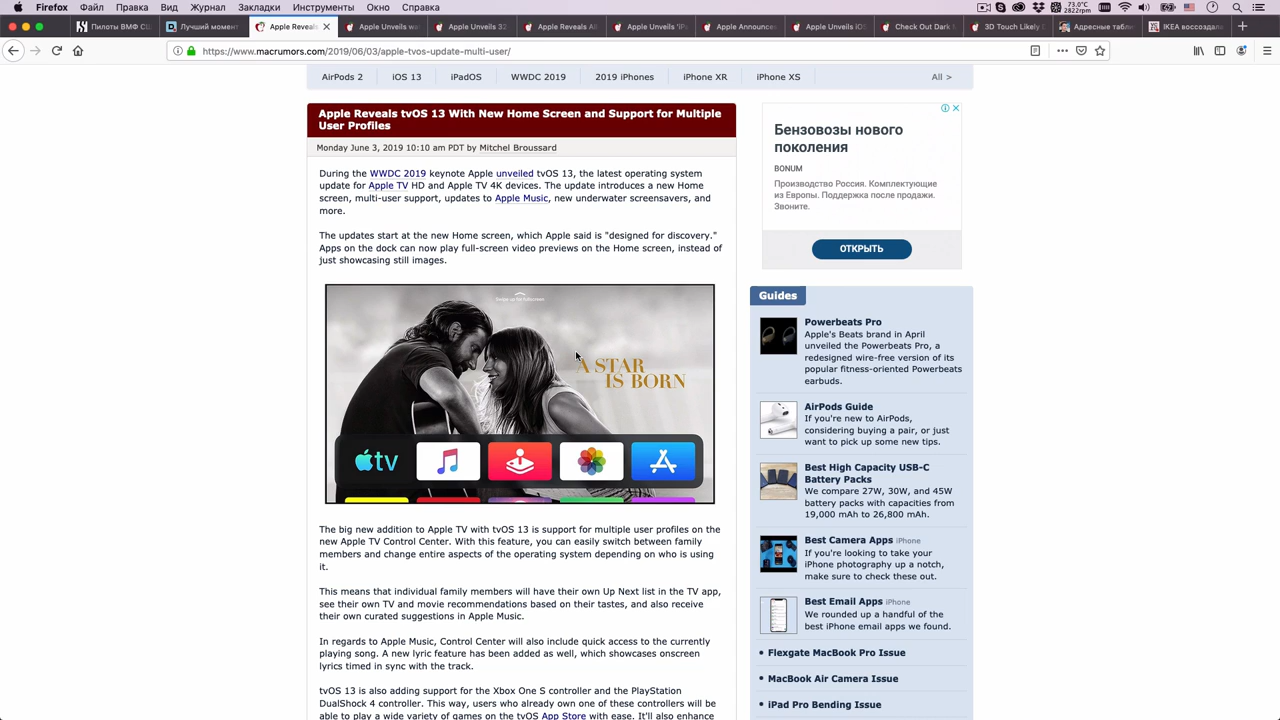 Firefox Файл Правка Вид Журнал Закладки Инструменты Окно Справка
73.0°C
2822rpm
Пилоты ВМФ СШ
Лучший момент
Apple Reveals
Apple Unveils wa
Apple Unveils 32
Apple Reveals Al
Apple Unveils 'iPa
Apple Announce
Apple Unveils iOS
Check Out Dark M
3D Touch Likely D
Адресные таблич
IKEA воссоздала
https://www.macrumors.com/2019/06/03/apple-tvos-update-multi-user/
AirPods 2 iOS 13 iPadOS WWDC 2019 2019 iPhones iPhone XR iPhone XS All >
Apple Reveals tvOS 13 With New Home Screen and Support for Multiple
User Profiles
Monday June 3, 2019 10:10 am PDT by Mitchel Broussard
During the WWDC 2019 keynote Apple unveiled tvOS 13, the latest operating system
update for Apple TV HD and Apple TV 4K devices. The update introduces a new Home
screen, multi-user support, updates to Apple Music, new underwater screensavers, and
more.
The updates start at the new Home screen, which Apple said is "designed for discovery."
Apps on the dock can now play full-screen video previews on the Home screen, instead of
just showcasing still images.
Swipe up for fullscreen
A STAR
IS BORN
tv
The big new addition to Apple TV with tvOS 13 is support for multiple user profiles on the
new Apple TV Control Center. With this feature, you can easily switch between family
members and change entire aspects of the operating system depending on who is using
it.
This means that individual family members will have their own Up Next list in the TV app,
see their own TV and movie recommendations based on their tastes, and also receive
their own curated suggestions in Apple Music.
In regards to Apple Music, Control Center will also include quick access to the currently
playing song. A new lyric feature has been added as well, which showcases onscreen
lyrics timed in sync with the track.
tvOS 13 is also adding support for the Xbox One S controller and the PlayStation
DualShock 4 controller. This way, users who already own one of these controllers will be
able to play a wide variety of games on the tvOS App Store with ease. It'll also enhance
Бензовозы нового
поколения
BONUM
Производство Россия. Комплектующие
из Европы. Поддержка после продажи.
Звоните.
ОТКРЫТЬ
Guides
Powerbeats Pro
Apple's Beats brand in April
unveiled the Powerbeats Pro, a
redesigned wire-free version of its
popular fitness-oriented Powerbeats
earbuds.
AirPods Guide
If you're new to AirPods,
considering buying a pair, or just
want to pick up some new tips.
Best High Capacity USB-C
Battery Packs
We compare 27W, 30W, and 45W
battery packs with capacities from
19,000 mAh to 26,800 mAh.
Best Camera Apps iPhone
If you're looking to take your
iPhone photography up a notch,
make sure to check these out.
Best Email Apps iPhone
We rounded up a handful of the
best iPhone email apps we found.
• Flexgate MacBook Pro Issue
• MacBook Air Camera Issue
• iPad Pro Bending Issue